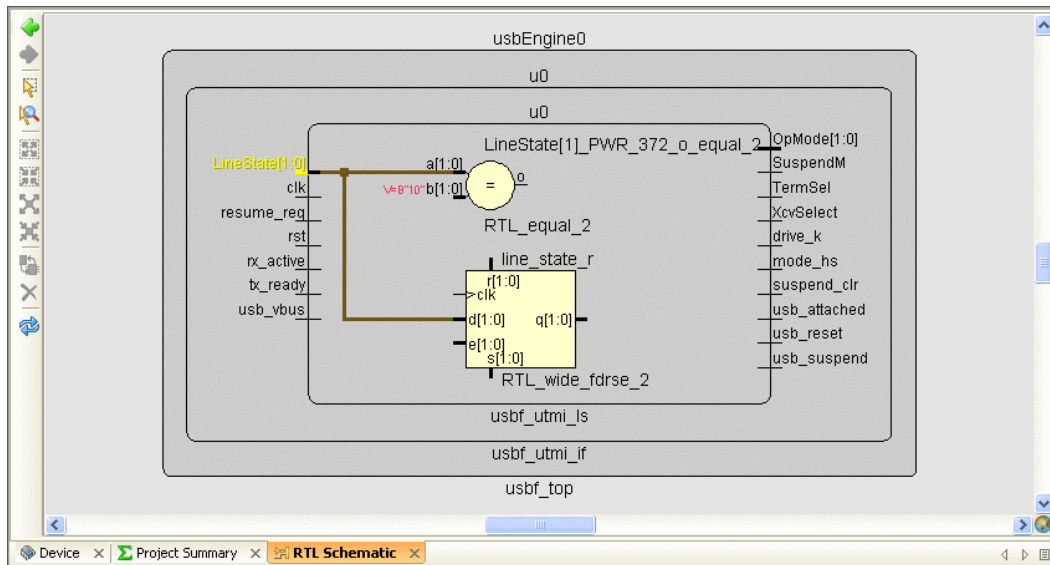 usbEngine0
u0
u0
LineState[1]_PWR_372_o_equal_2
LineState[1:0]
clk
resume_req
rst
rx_active
tx_ready
usb_vbus
a[1:0]
V=B"10"
b[1:0]
=
o
RTL_equal_2
line_state_r
r[1:0]
clk
d[1:0]
q[1:0]
e[1:0]
s[1:0]
RTL_wide_fdrse_2
OpMode[1:0]
SuspendM
TermSel
XcvSelect
drive_k
mode_hs
suspend_clr
usb_attached
usb_reset
usb_suspend
usbf_utmi_ls
usbf_utmi_if
usbf_top
Device
Project Summary
RTL Schematic